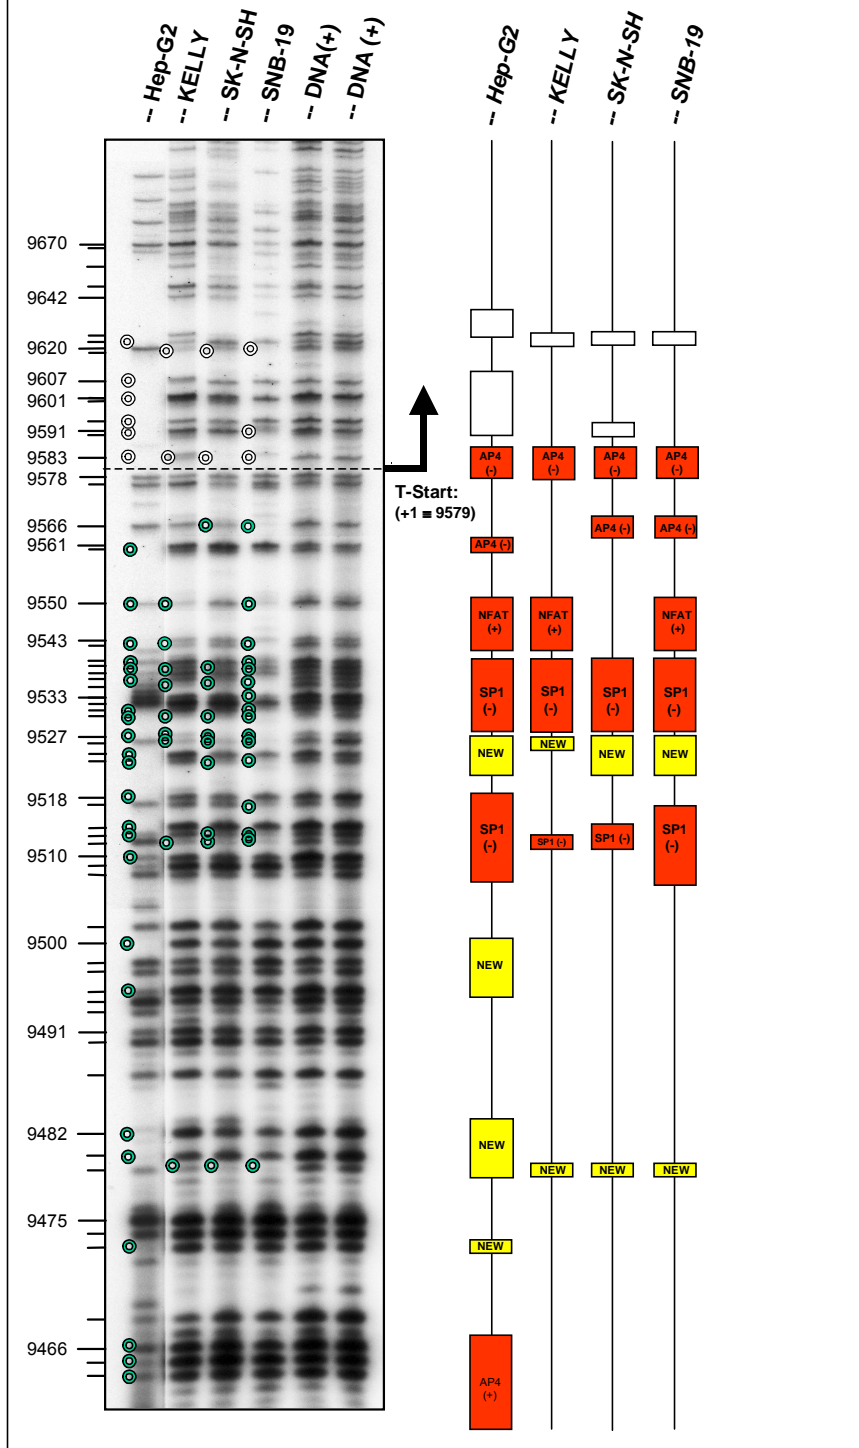 -- Hep-G2
-- KELLY
-- SK-N-SH
-- SNB-19
-- DNA(+)
-- DNA (+)
-- Hep-G2
-- KELLY
-- SK-N-SH
-- SNB-19
9670
9642
9620
9607
9601
9591
9583
9578
9566
9561
9550
9543
9533
9527
9518
9510
9500
9491
9482
9475
9466
T-Start:
(+1 ≡ 9579)
AP4
(-)
AP4
(-)
AP4
(-)
AP4
(-)
AP4 (-)
AP4 (-)
AP4 (-)
NFAT
(+)
NFAT
(+)
NFAT
(+)
SP1
(-)
SP1
(-)
SP1
(-)
SP1
(-)
NEW
NEW
NEW
NEW
SP1
(-)
SP1 (-)
SP1 (-)
SP1
(-)
NEW
NEW
NEW
NEW
NEW
NEW
AP4
(+)